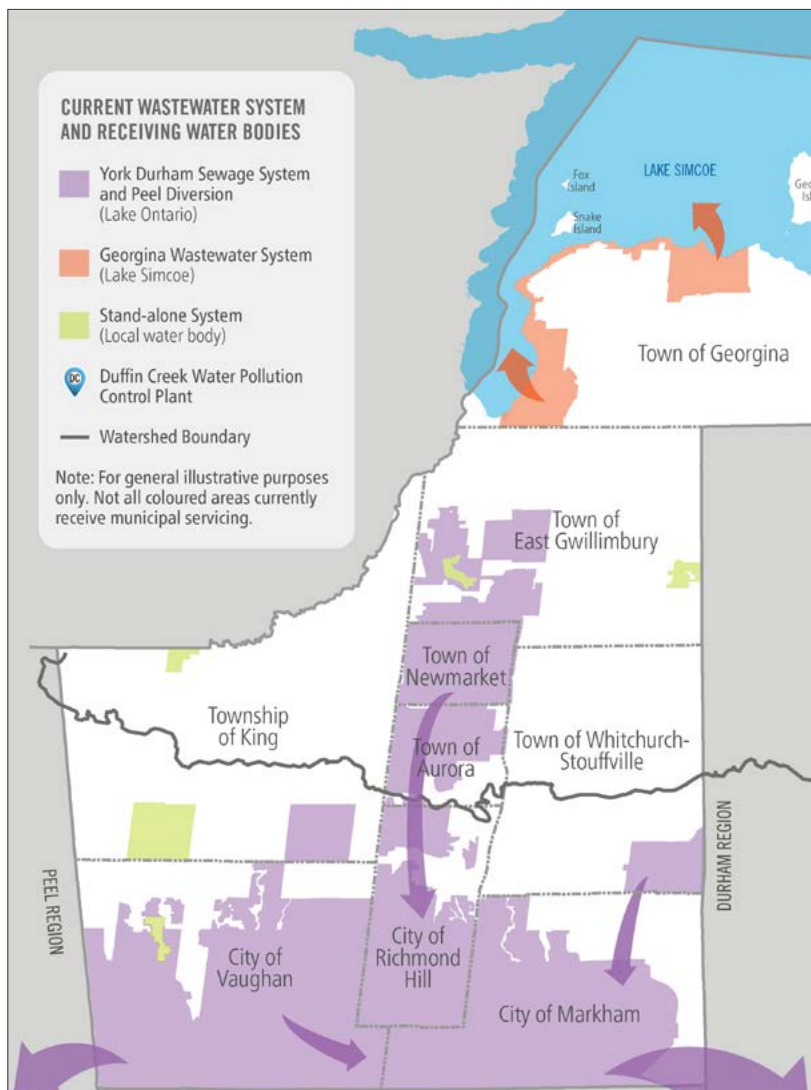 CURRENT WASTEWATER SYSTEM
AND RECEIVING WATER BODIES
York Durham Sewage System
and Peel Diversion
(Lake Ontario)
Georgina Wastewater System
(Lake Simcoe)
Stand-alone System
(Local water body)
DC
Duffin Creek Water Pollution
Control Plant
Watershed Boundary
Note: For general illustrative purposes
only. Not all coloured areas currently
receive municipal servicing.
LAKE SIMCOE
Fox
Island
Snake
Island
Town of Georgina
Town of
East Gwillimbury
Town of
Newmarket
Township
of King
Town of
Aurora
Town of Whitchurch-
Stouffville
PEEL REGION
DURHAM REGION
City of
Vaughan
City of
Richmond
Hill
City of Markham